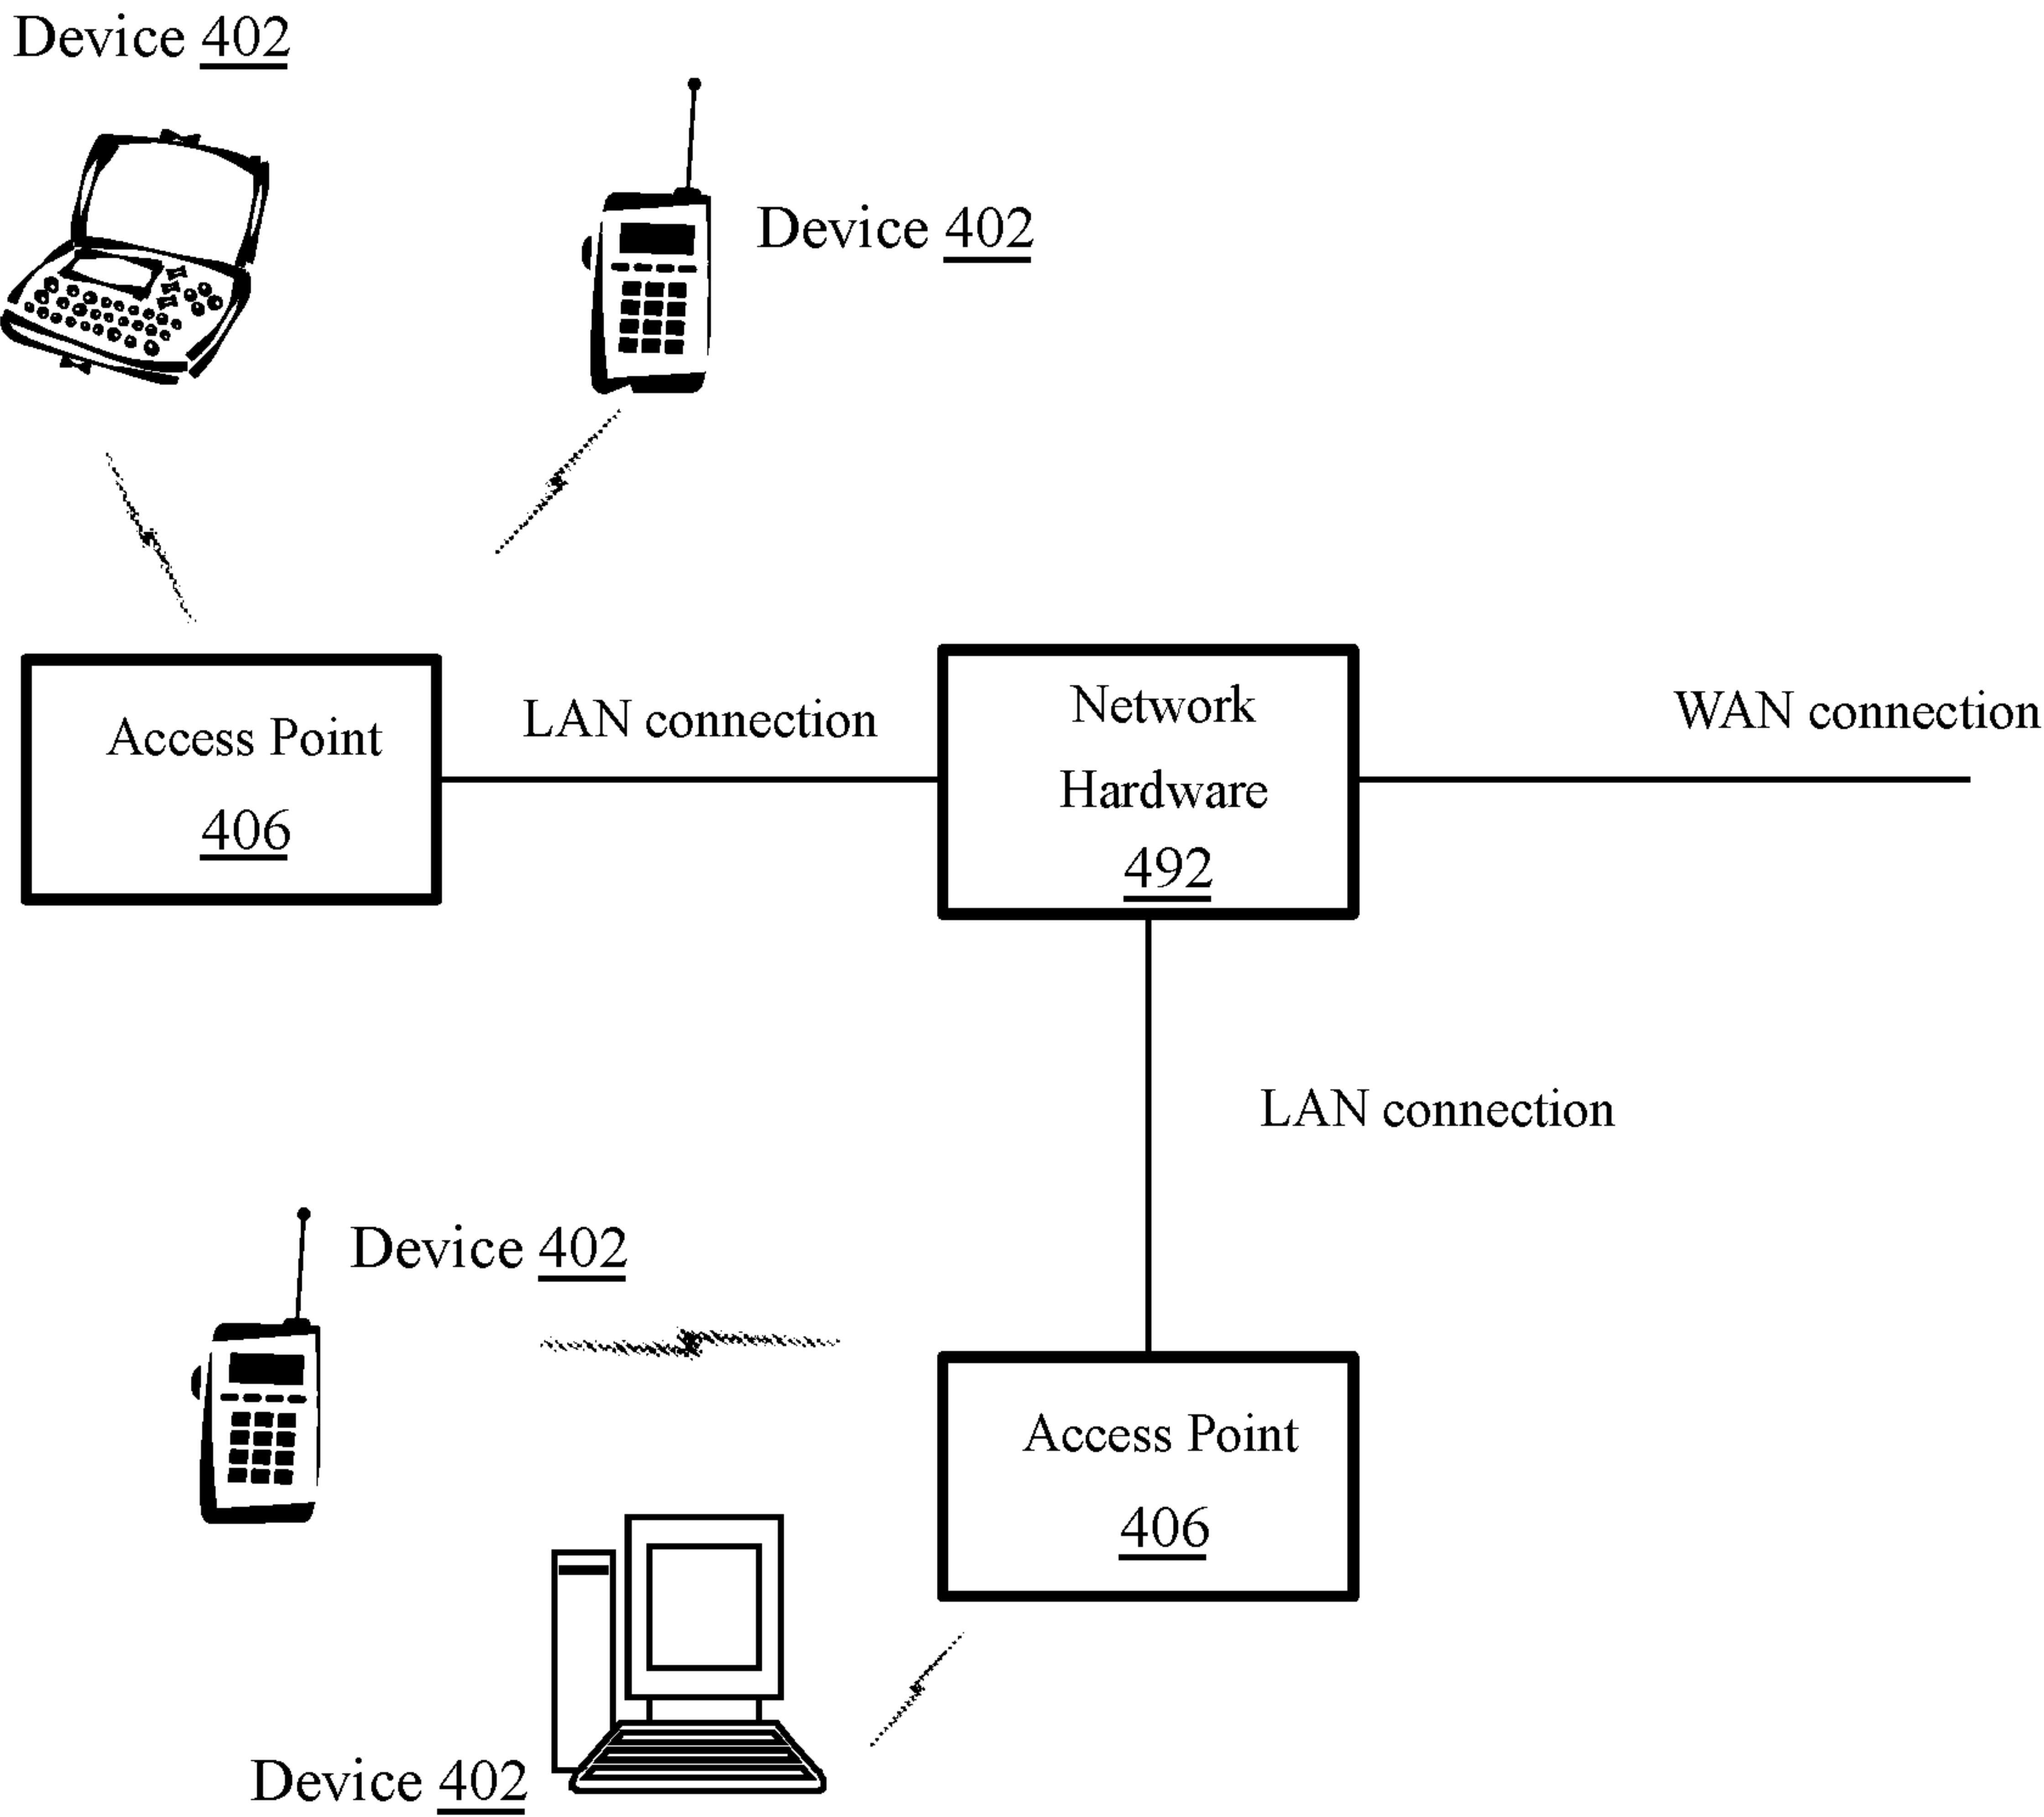 Device 402
Device 402
Access Point
406
LAN connection
Network
Hardware
492
WAN connection
LAN connection
Device 402
Access Point
406
Device 402